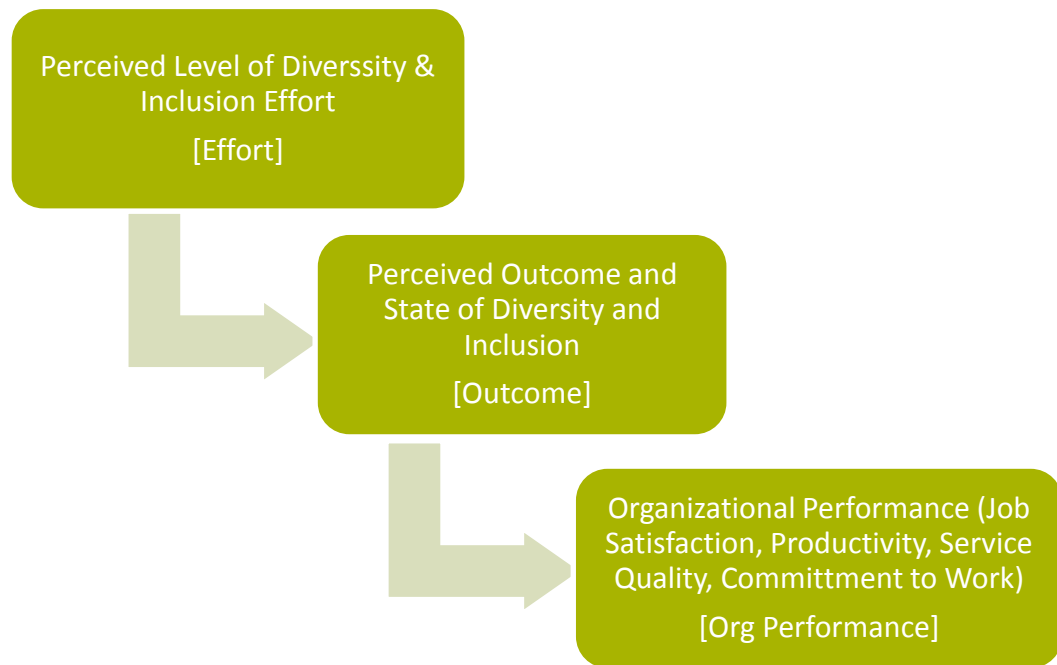 Perceived Level of Diverssity &
Inclusion Effort
[Effort]
Perceived Outcome and
State of Diversity and
Inclusion
[Outcome]
Organizational Performance (Job
Satisfaction, Productivity, Service
Quality, Committment to Work)
[Org Performance]